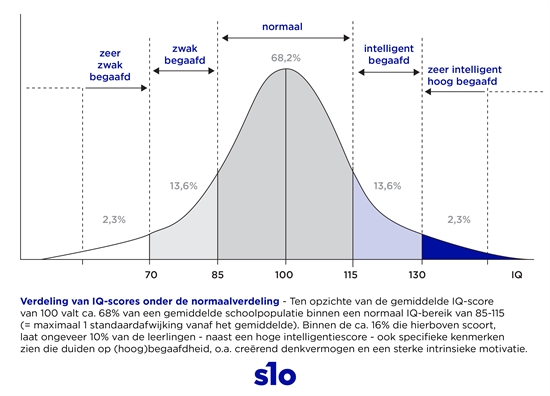 normaal
zeer
zwak
begaafd
zwak
begaafd
intelligent
begaafd
zeer intelligent
hoog begaafd
68,2%
13,6%
13,6%
2,3%
2,3%
70
85
100
115
130
IQ
Verdeling van IQ-scores onder de normaalverdeling - Ten opzichte van de gemiddelde IQ-score
van 100 valt ca. 68% van een gemiddelde schoolpopulatie binnen een normaal IQ-bereik van 85-115
(= maximaal 1 standaardafwijking vanaf het gemiddelde). Binnen de ca. 16% die hierboven scoort,
laat ongeveer 10% van de leerlingen - naast een hoge intelligentiescore - ook specifieke kenmerken
zien die duiden op (hoog)begaafdheid, o.a. creërend denkvermogen en een sterke intrinsieke motivatie.
slo